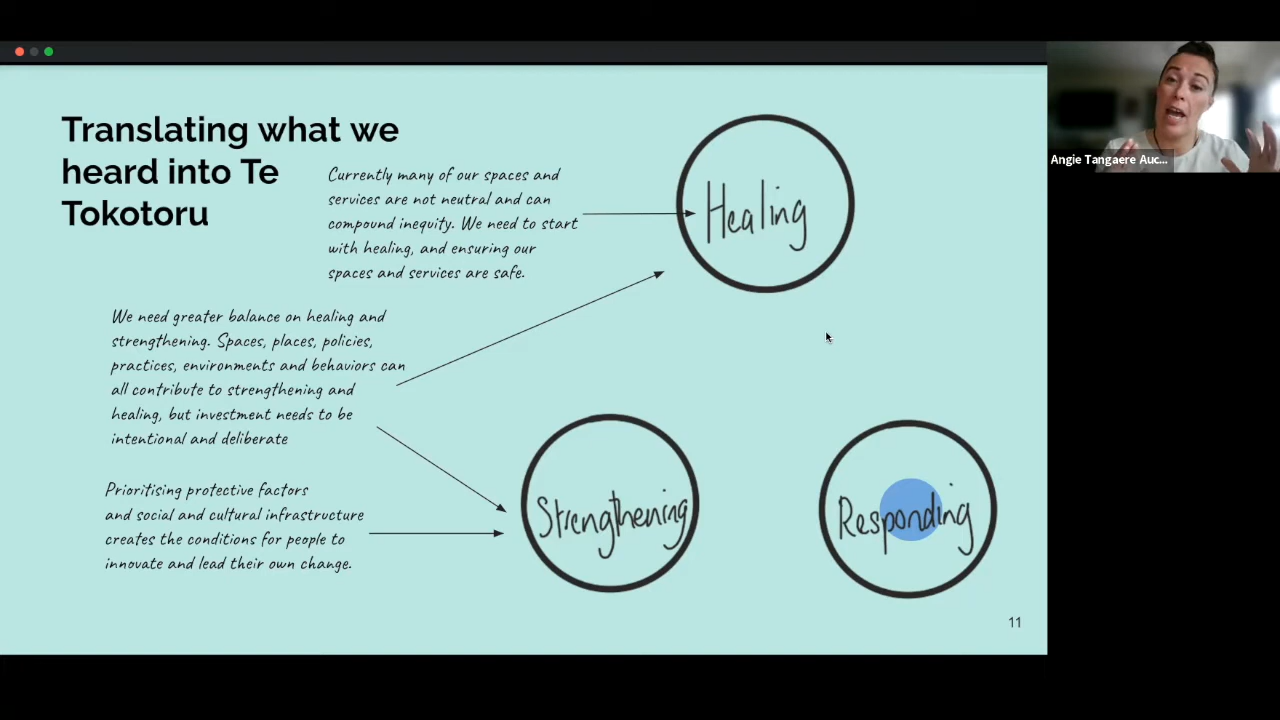 Translating what we
heard into Te
Tokotoru
Currently many of our spaces and
services are not neutral and can
compound inequity. We need to start
with healing, and ensuring our
spaces and services are safe.
Healing
We need greater balance on healing and
strengthening. Spaces, places, policies,
practices, environments and behaviors can
all contribute to strengthening and
healing, but investment needs to be
intentional and deliberate
Prioritising protective factors
and social and cultural infrastructure
creates the conditions for people to
innovate and lead their own change.
Strengthening
Responding
11
Angie Tangaere Auc...